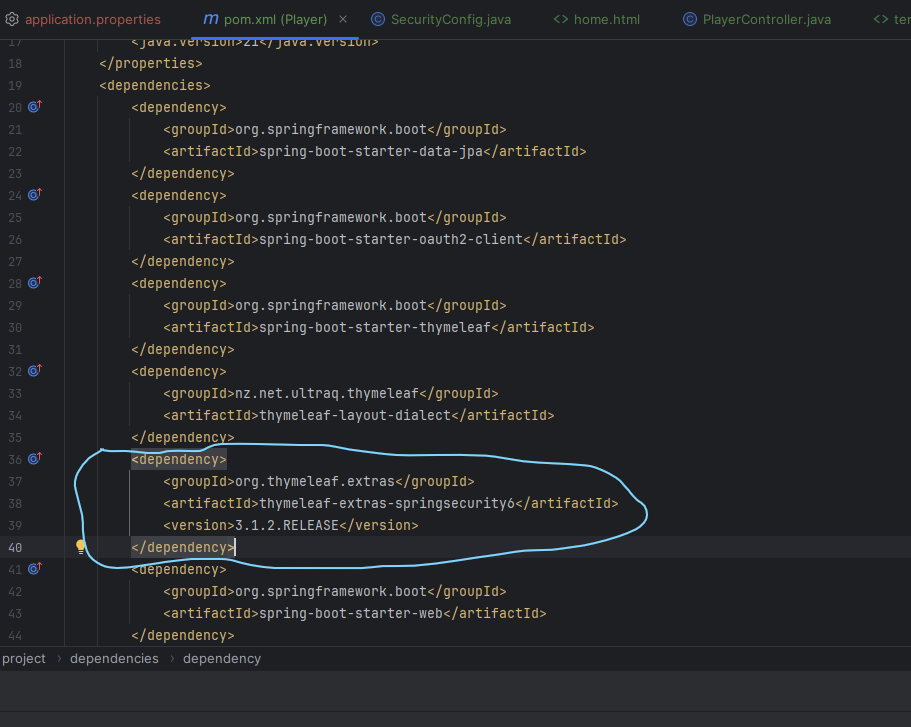 application.properties
pom.xml (Player)
SecurityConfig.java
home.html
PlayerController.java
17 <java.version>21</java.version>
18 </properties>
19 <dependencies>
20 <dependency>
21 <groupId>org.springframework.boot</groupId>
22 <artifactId>spring-boot-starter-data-jpa</artifactId>
23 </dependency>
24 <dependency>
25 <groupId>org.springframework.boot</groupId>
26 <artifactId>spring-boot-starter-oauth2-client</artifactId>
27 </dependency>
28 <dependency>
29 <groupId>org.springframework.boot</groupId>
30 <artifactId>spring-boot-starter-thymeleaf</artifactId>
31 </dependency>
32 <dependency>
33 <groupId>nz.net.ultraq.thymeleaf</groupId>
34 <artifactId>thymeleaf-layout-dialect</artifactId>
35 </dependency>
36 <dependency>
37 <groupId>org.thymeleaf.extras</groupId>
38 <artifactId>thymeleaf-extras-springsecurity6</artifactId>
39 <version>3.1.2.RELEASE</version>
40 </dependency>
41 <dependency>
42 <groupId>org.springframework.boot</groupId>
43 <artifactId>spring-boot-starter-web</artifactId>
44 </dependency>
project › dependencies › dependency